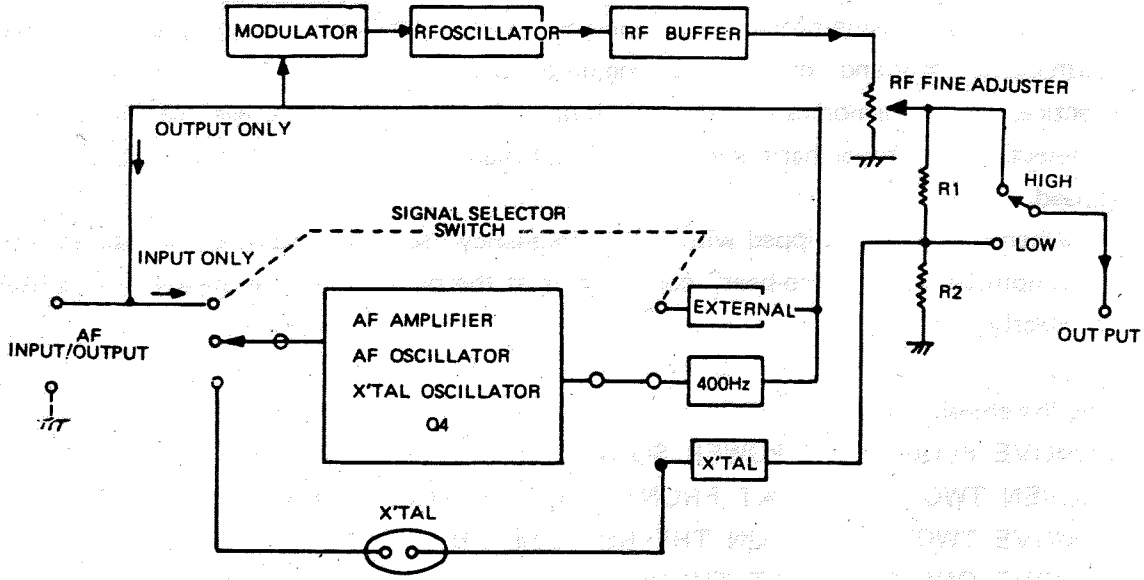 MODULATOR
RFOSCILLATOR
RF BUFFER
RF FINE ADJUSTER
OUTPUT ONLY
R1
HIGH
SIGNAL SELECTOR
SWITCH
LOW
INPUT ONLY
R2
EXTERNAL
AF
INPUT/OUTPUT
AF AMPLIFIER
AF OSCILLATOR
X'TAL OSCILLATOR
Q4
OUT PUT
400Hz
X'TAL
X'TAL